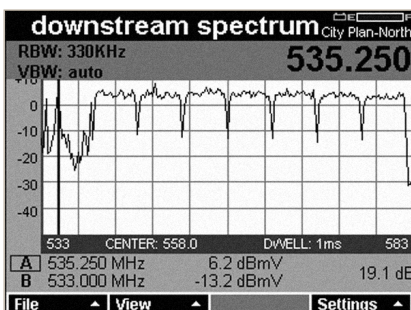 downstream spectrum
E F
City Plan-North
RBW: 330KHz
VBW: auto
535.250
+10
0
-10
-20
-30
-40
533 CENTER: 558.0 DWELL: 1ms 583
A 535.250 MHz 6.2 dBmV
B 533.000 MHz -13.2 dBmV
19.1 dB
File View Settings